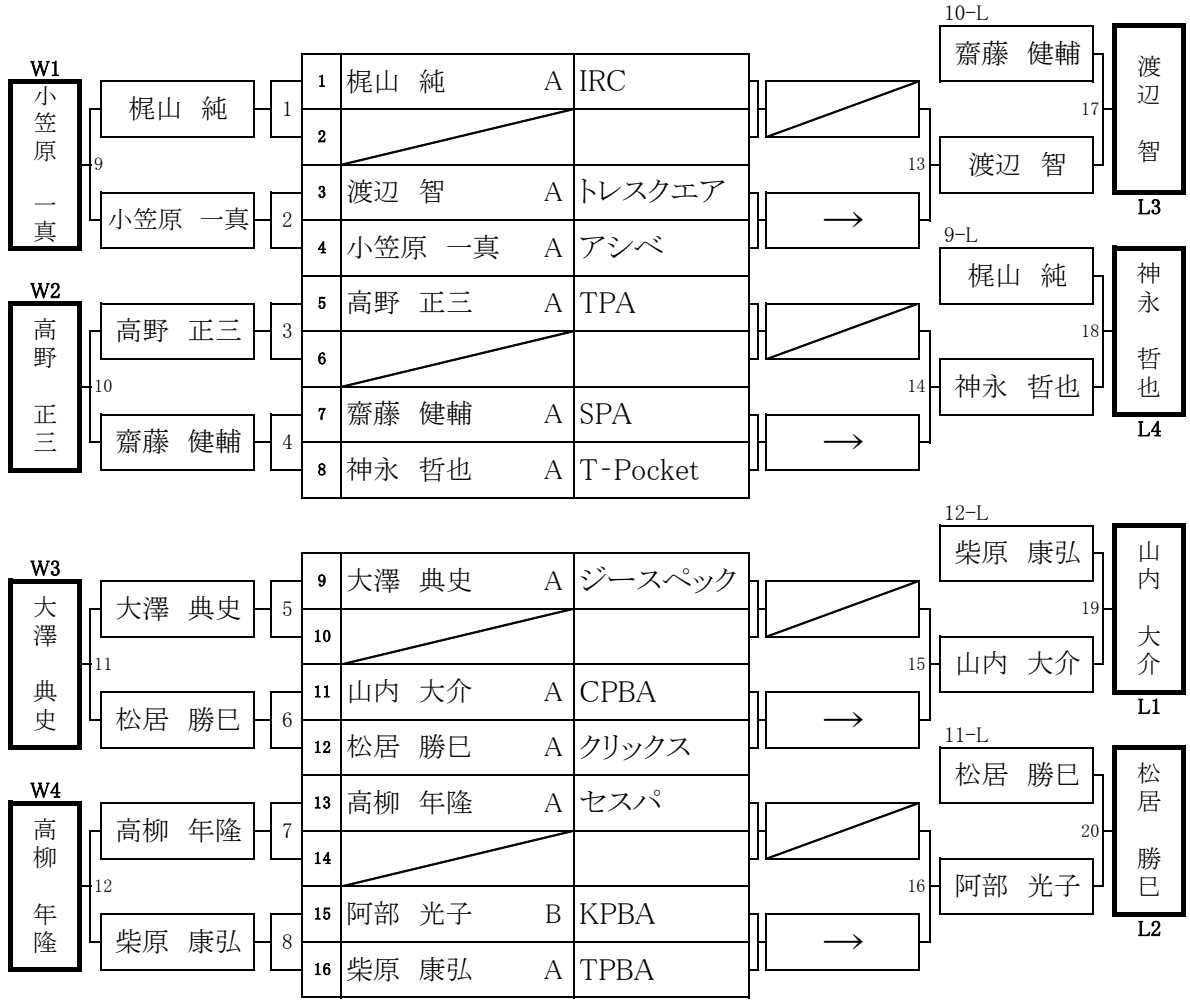 10-L
齋藤 健輔
渡辺 智
17
W1
小笠原 一真
梶山 純
1
1 梶山 純 A IRC
2
9
13
渡辺 智
小笠原 一真
2
3 渡辺 智 A トレスクエア
→
L3
4 小笠原 一真 A アシベ
9-L
梶山 純
神永 哲也
18
W2
高野 正三
高野 正三
3
5 高野 正三 A TPA
6
10
14
神永 哲也
齋藤 健輔
4
7 齋藤 健輔 A SPA
→
L4
8 神永 哲也 A T-Pocket
12-L
柴原 康弘
山内 大介
19
W3
大澤 典史
大澤 典史
5
9 大澤 典史 A ジースペック
10
11
15
山内 大介
松居 勝巳
6
11 山内 大介 A CPBA
→
L1
12 松居 勝巳 A クリックス
11-L
松居 勝巳
松居 勝巳
20
W4
高柳 年隆
高柳 年隆
7
13 高柳 年隆 A セスパ
14
12
16
阿部 光子
柴原 康弘
8
15 阿部 光子 B KPBA
→
L2
16 柴原 康弘 A TPBA